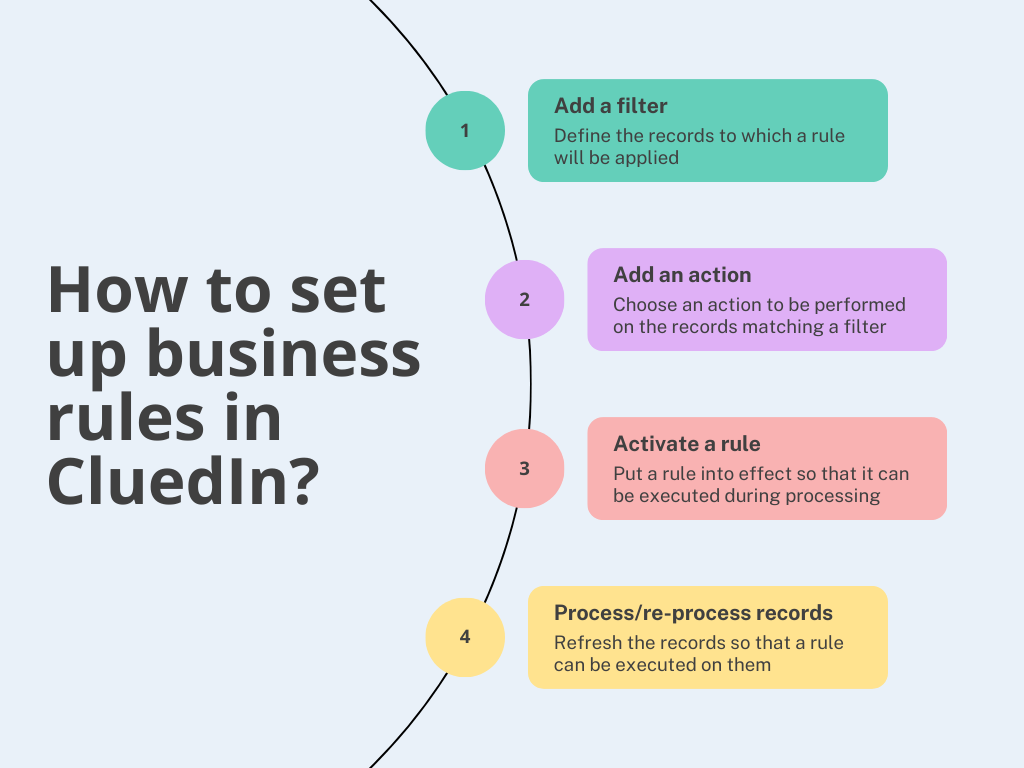 How to set
up business
rules in
CluedIn?
1
Add a filter
Define the records to which a rule
will be applied
2
Add an action
Choose an action to be performed
on the records matching a filter
3
Activate a rule
Put a rule into effect so that it can
be executed during processing
4
Process/re-process records
Refresh the records so that a rule
can be executed on them